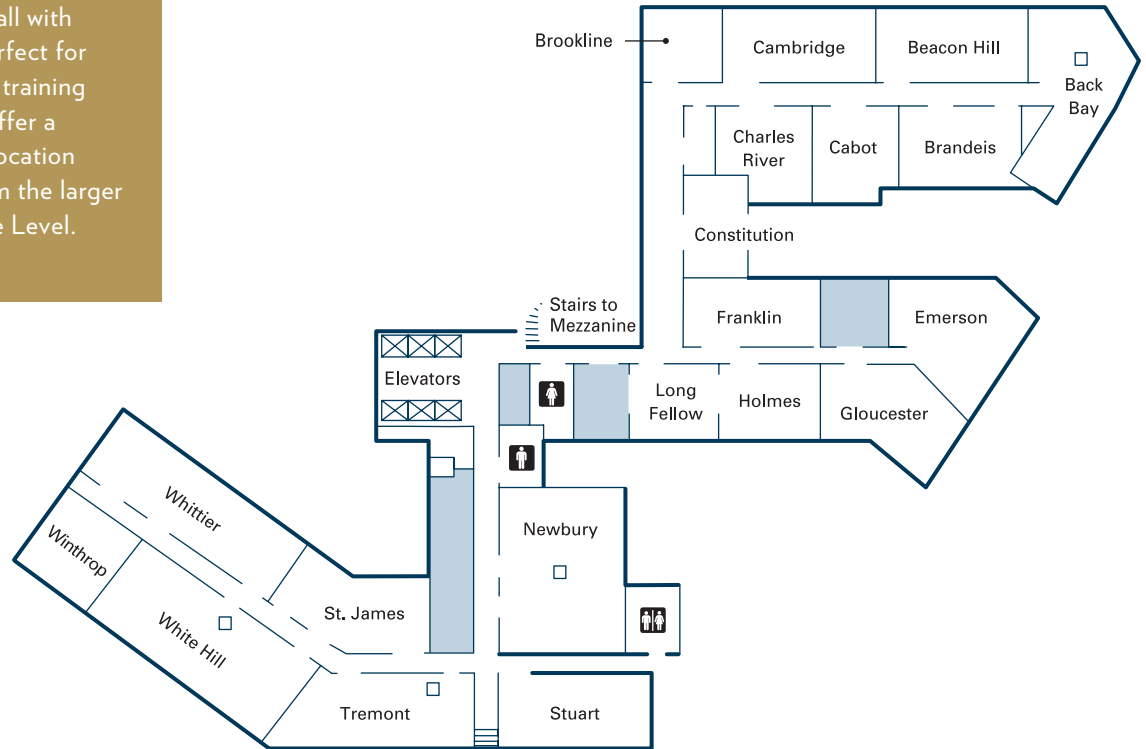 all with
rfect for
training
ffer a
ocation
m the larger
e Level.
Brookline
Cambridge
Beacon Hill
Back
Bay
Charles
River
Cabot
Brandeis
Constitution
Stairs to
Mezzanine
Franklin
Emerson
Elevators
Long
Fellow
Holmes
Gloucester
Whittier
Winthrop
Newbury
St. James
White Hill
Tremont
Stuart